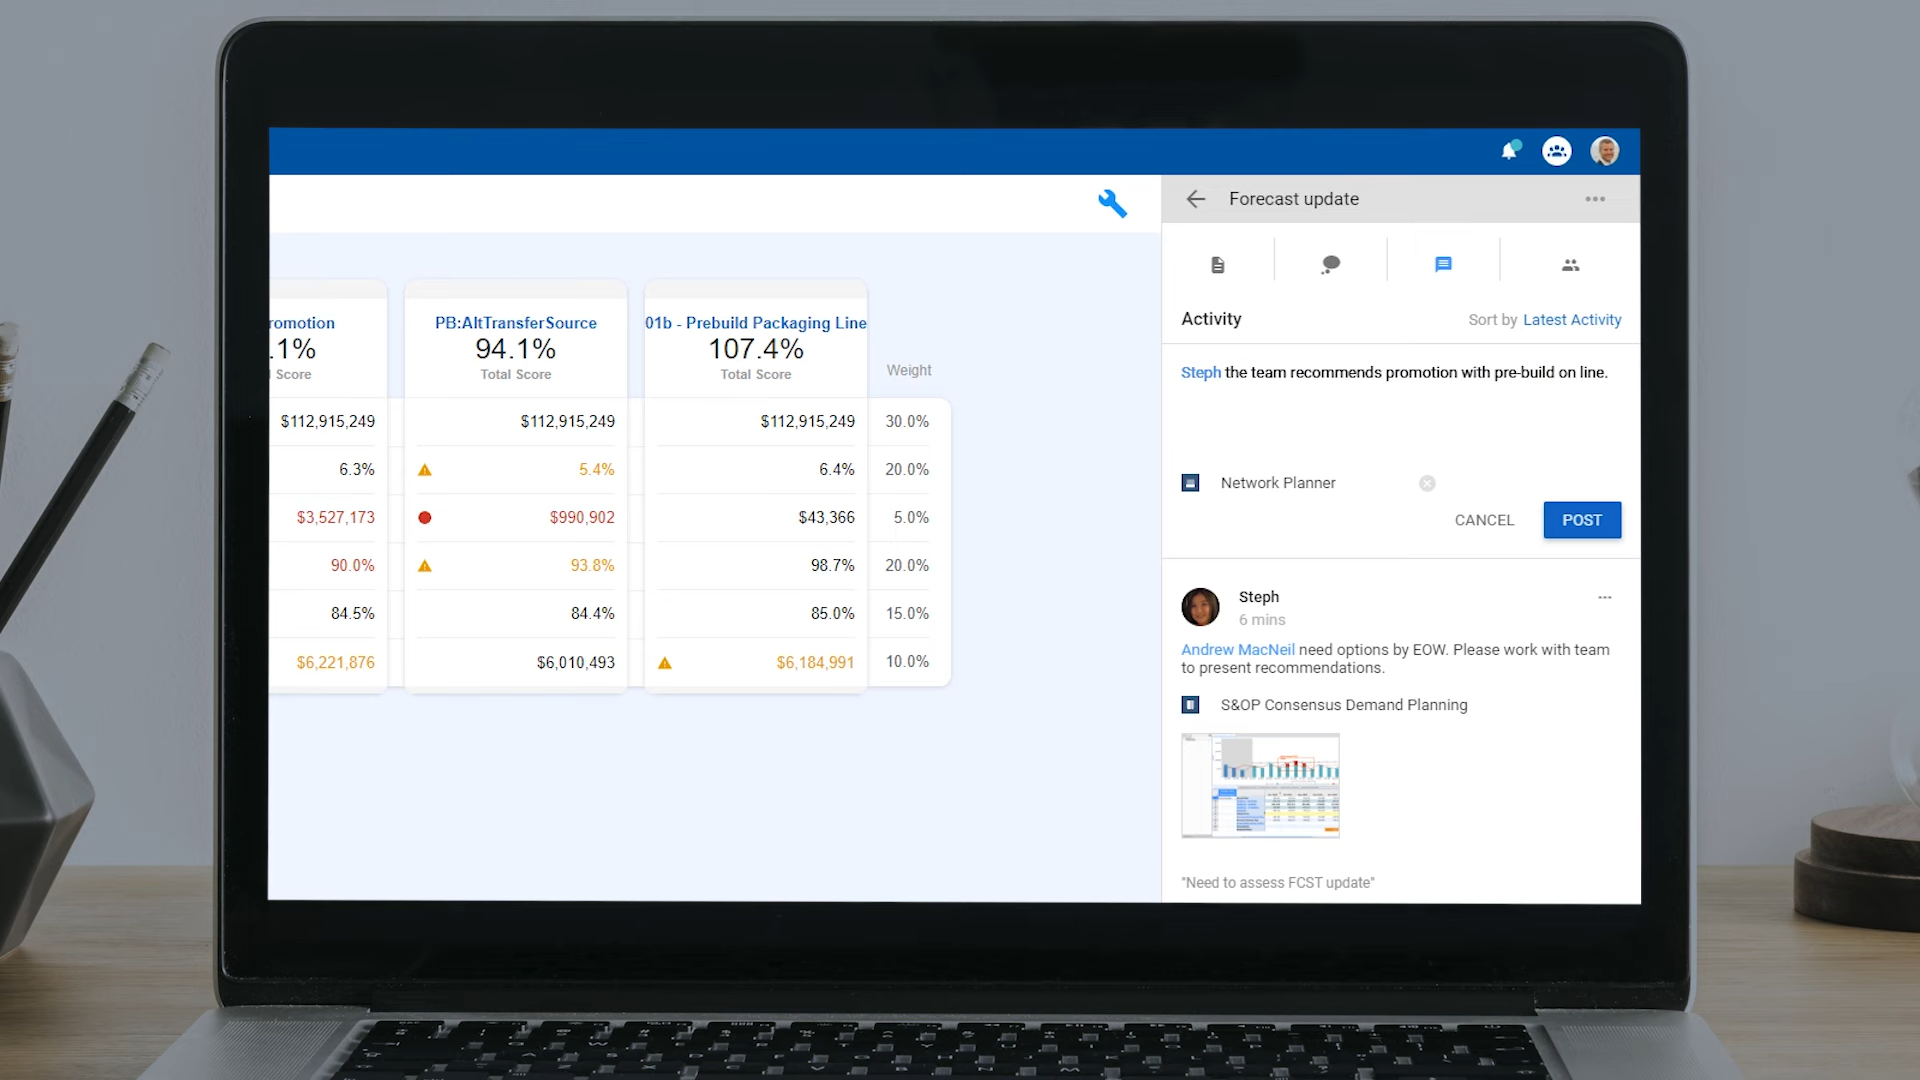 Forecast update
Activity
Sort by Latest Activity
Steph the team recommends promotion with pre-build on line.
Network Planner
CANCEL
POST
Steph
6 mins
Andrew MacNeil need options by EOW. Please work with team
to present recommendations.
S&OP Consensus Demand Planning
"Need to assess FCST update"
romotion
.1%
l Score
$112,915,249
6.3%
$3,527,173
90.0%
84.5%
$6,221,876
PB:AltTransferSource
94.1%
Total Score
$112,915,249
5.4%
$990,902
93.8%
84.4%
$6,010,493
01b - Prebuild Packaging Line
107.4%
Total Score
$112,915,249
6.4%
$43,366
98.7%
85.0%
$6,184,991
Weight
30.0%
20.0%
5.0%
20.0%
15.0%
10.0%